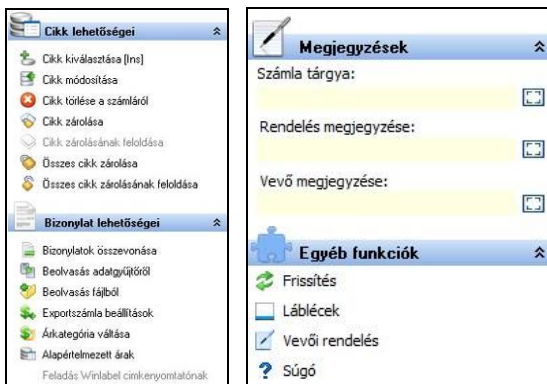 Cikk lehetőségei
Cikk kiválasztása [Ins]
Cikk módosítása
Cikk törlése a számláról
Cikk zárolása
Cikk zárolásának feloldása
Összes cikk zárolása
Összes cikk zárolásának feloldása
Bizonylat lehetőségei
Bizonylatok összevonása
Beolvasás adatgyűjtőről
Beolvasás fájlból
Exportszámla beállítások
Árkategória váltása
Alapértelmezett árak
Feladás Winlabel cimkenyomtatónak
Megjegyzések
Számla tárgya:
Rendelés megjegyzése:
Vevő megjegyzése:
Egyéb funkciók
Frissítés
Láblécek
Vevői rendelés
Súgó